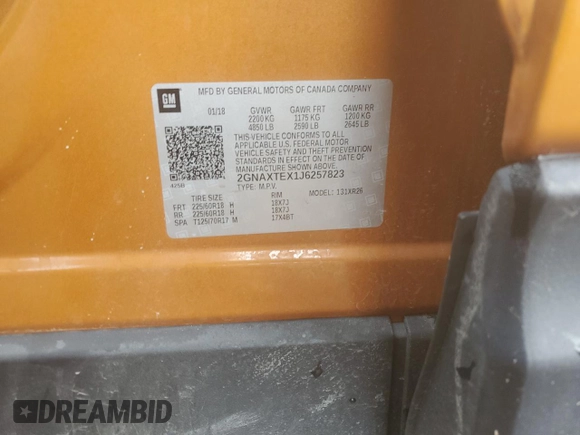 GM
MFD BY GENERAL MOTORS OF CANADA COMPANY
01/18 GVWR GAWR FRT GAWR RR
2200 KG 1175 KG 1200 KG
4850 LB 2590 LB 2645 LB
THIS VEHICLE CONFORMS TO ALL
APPLICABLE U.S. FEDERAL MOTOR
VEHICLE SAFETY AND THEFT PREVENTION
STANDARDS IN EFFECT ON THE DATE OF
MANUFACTURE SHOWN ABOVE.
425B 2GNAXTEX1J6257823
TYPE: M.P.V. MODEL: 131XR26
TIRE SIZE RIM
FRT 225/60R18 H 18X7J
RR 225/60R18 H 18X7J
SPA T125/70R17 M 17X4BT
DREAMBID